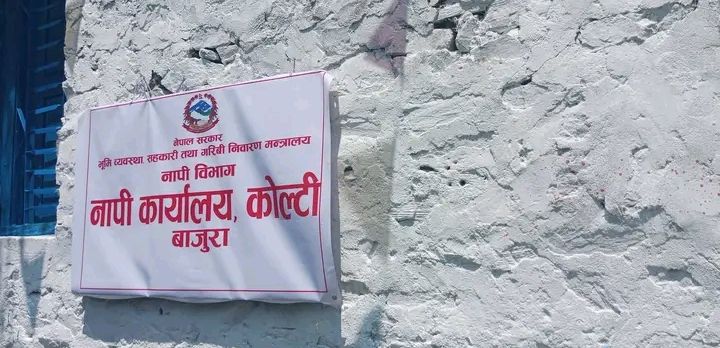 नेपाल सरकार
भूमि व्यवस्था, सहकारी तथा गरिबी निवारण मन्त्रालय
नापी विभाग
नापी कार्यालय, कोल्टी
बाजुरा